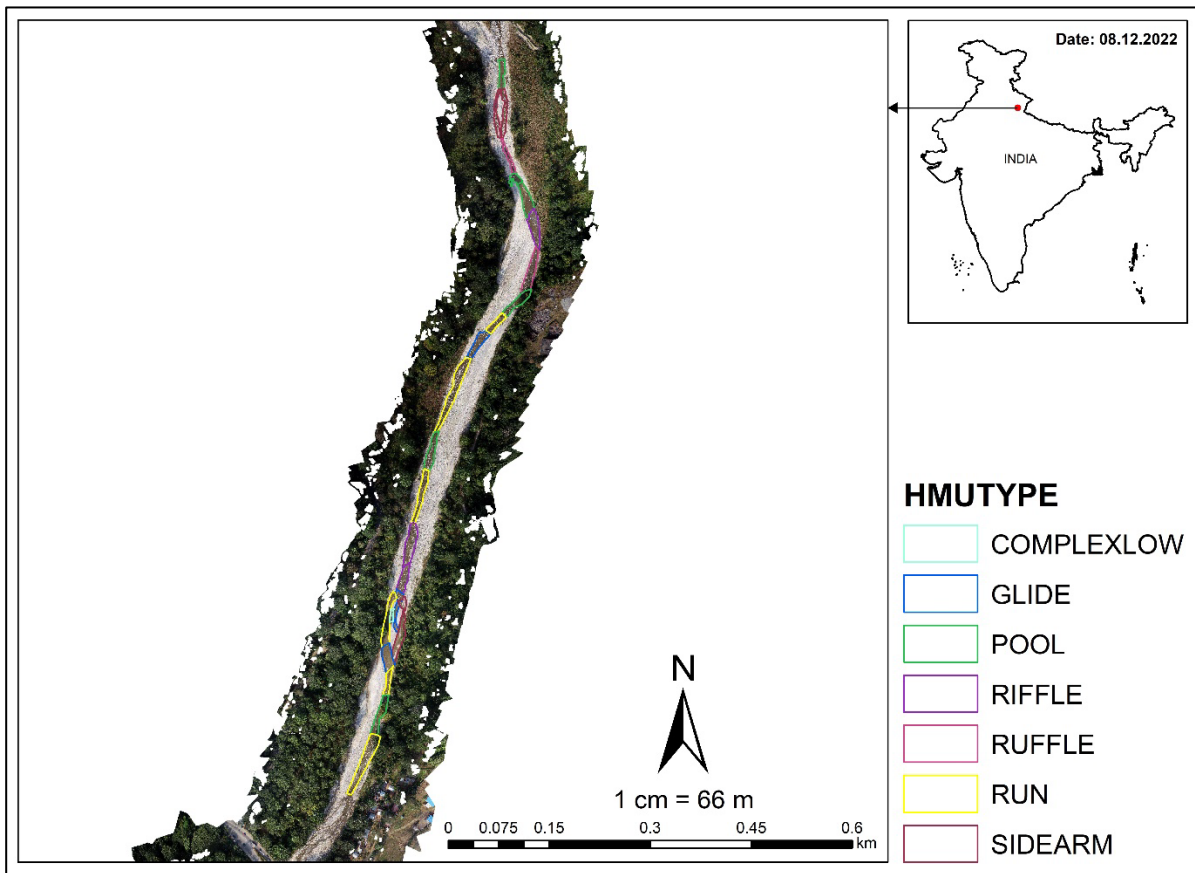 Date: 08.12.2022
INDIA
HMUTYPE
COMPLEXLOW
GLIDE
POOL
RIFFLE
RUFFLE
RUN
SIDEARM
N
1 cm = 66 m
0 0.075 0.15 0.3 0.45 0.6
km